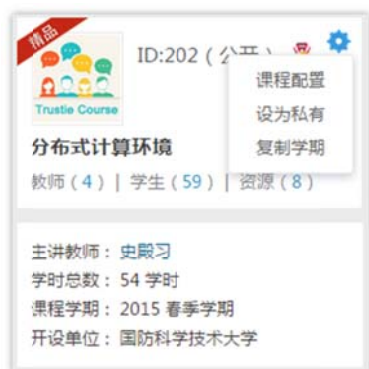 精品
ID:202（公开）
Trustie Course
课程配置
设为私有
复制学期
分布式计算环境
教师（4）| 学生（59）| 资源（8）
主讲教师：史殿习
学时总数：54 学时
课程学期：2015 春季学期
开设单位：国防科学技术大学